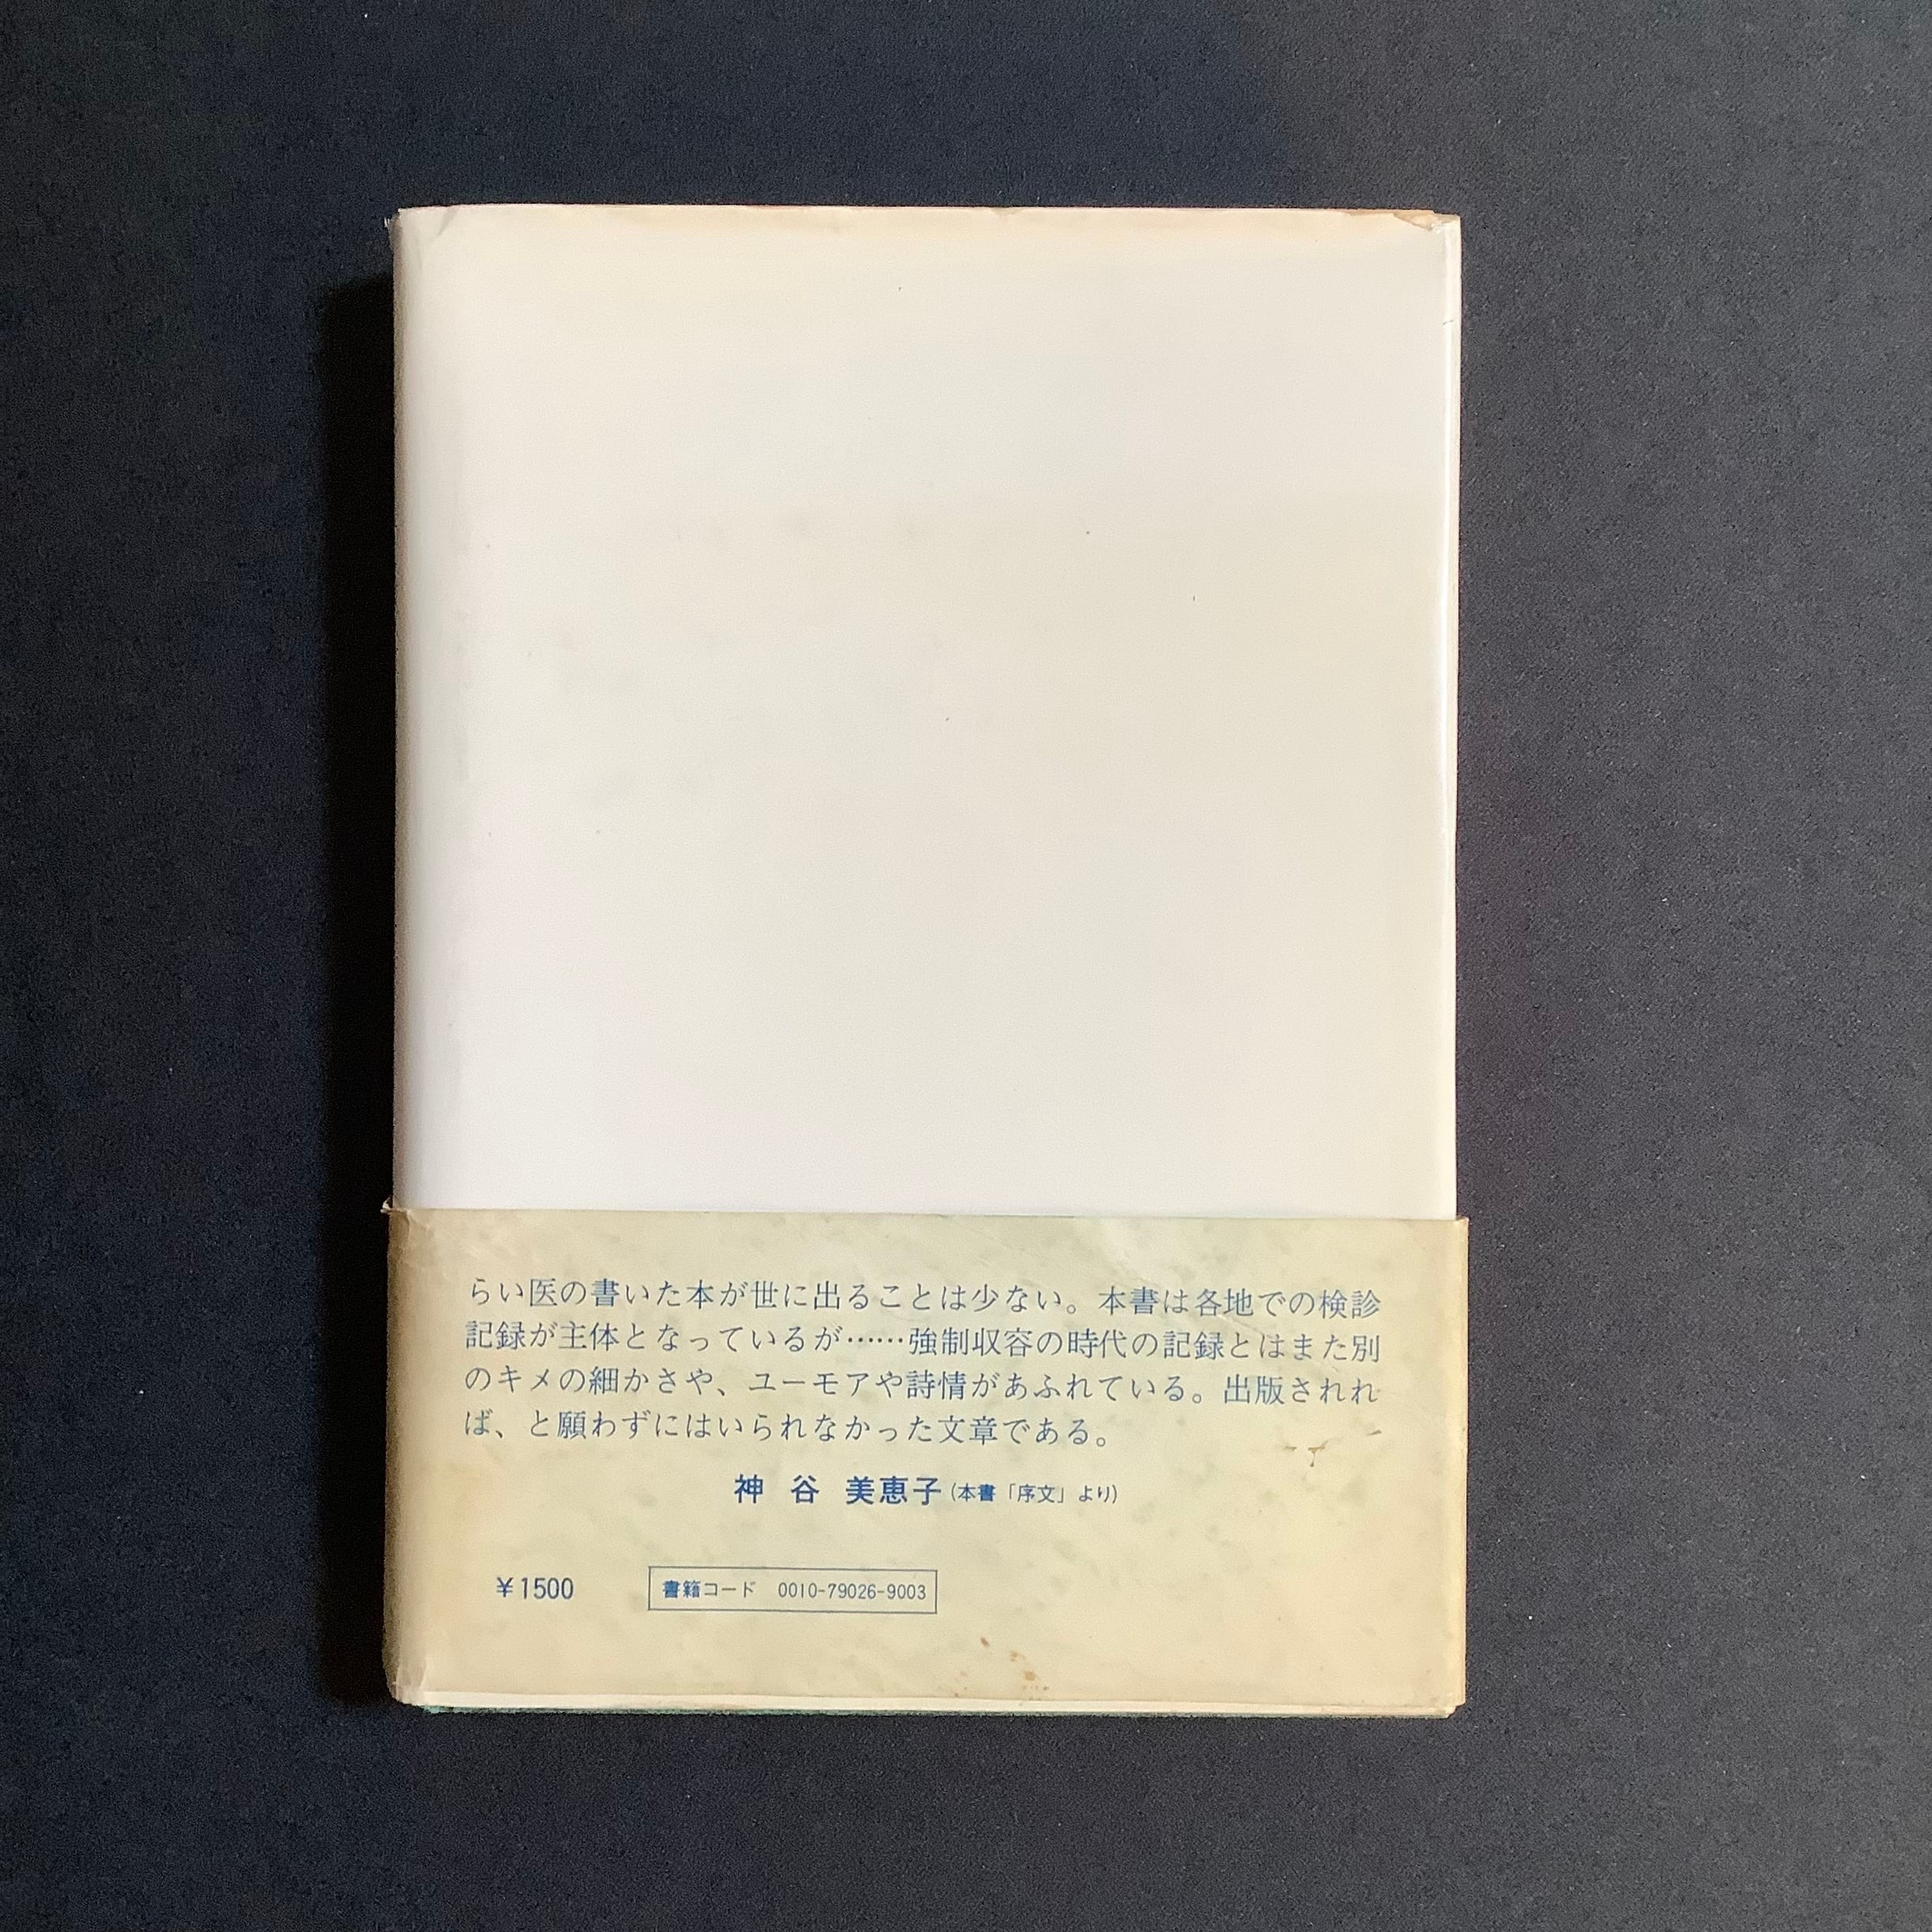 らい医の書いた本が世に出ることは少ない。本書は各地での検診
記録が主体となっているが……強制収容の時代の記録とはまた別
のキメの細かさや、ユーモアや詩情があふれている。出版されれ
ば、と願わずにはいられなかった文章である。
神 谷 美恵子(本書「序文」より)
¥1500 書籍コード 0010-79026-9003